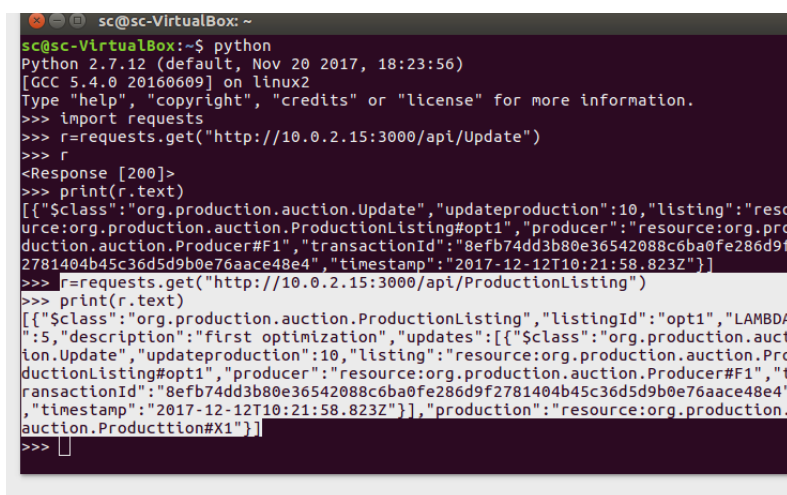 sc@sc-VirtualBox: ~
sc@sc-VirtualBox:~$ python
Python 2.7.12 (default, Nov 20 2017, 18:23:56)
[GCC 5.4.0 20160609] on linux2
Type "help", "copyright", "credits" or "license" for more information.
>>> import requests
>>> r=requests.get("http://10.0.2.15:3000/api/Update")
>>> r
<Response [200]>
>>> print(r.text)
[{"$class":"org.production.auction.Update","updateproduction":10,"listing":"reso
urce:org.production.auction.ProductionListing#opt1","producer":"resource:org.pro
duction.auction.Producer#F1","transactionId":"8efb74dd3b80e36542088c6ba0fe286d9f
2781404b45c36d5d9b0e76aace48e4","timestamp":"2017-12-12T10:21:58.823Z"}]
>>> r=requests.get("http://10.0.2.15:3000/api/ProductionListing")
>>> print(r.text)
[{"$class":"org.production.auction.ProductionListing","listingId":"opt1","LAMBDA
":5,"description":"first optimization","updates":[{"$class":"org.production.auct
ion.Update","updateproduction":10,"listing":"resource:org.production.auction.Pro
ductionListing#opt1","producer":"resource:org.production.auction.Producer#F1","t
ransactionId":"8efb74dd3b80e36542088c6ba0fe286d9f2781404b45c36d5d9b0e76aace48e4"
,"timestamp":"2017-12-12T10:21:58.823Z"}],"production":"resource:org.production.
auction.Producttion#X1"}]
>>>